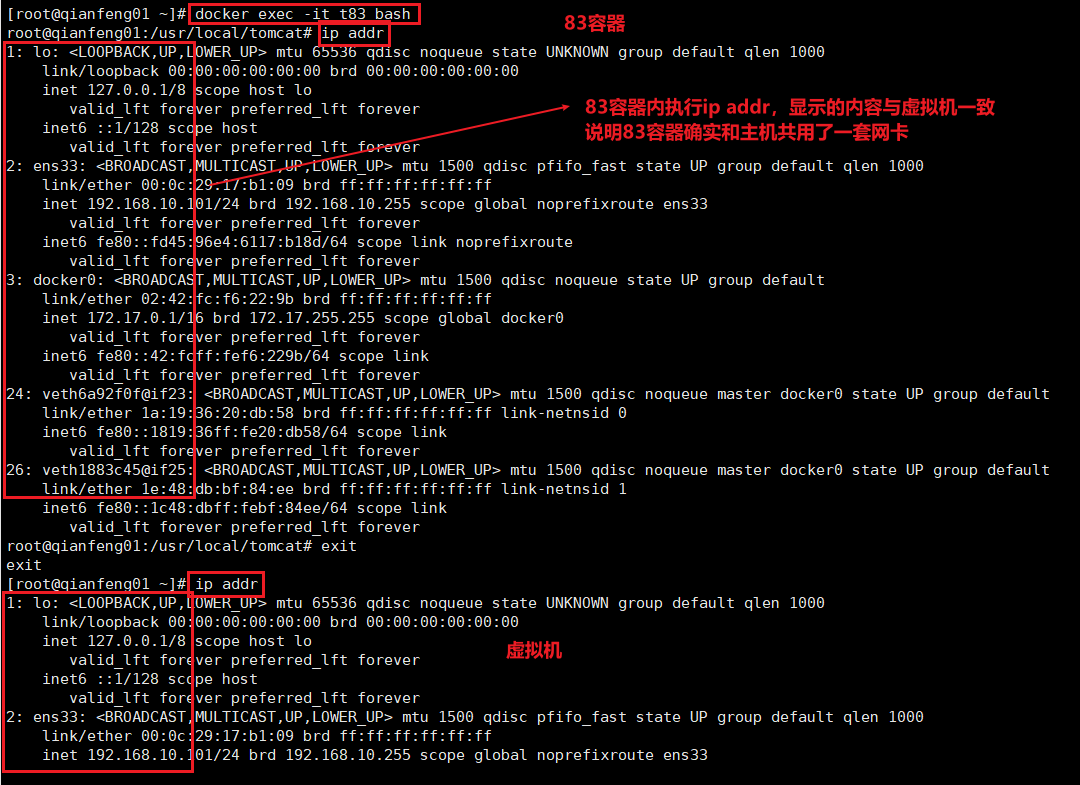 [root@qianfeng01 ~]# docker exec -it t83 bash
83容器
root@qianfeng01:/usr/local/tomcat# ip addr
1: lo: <LOOPBACK,UP,LOWER_UP> mtu 65536 qdisc noqueue state UNKNOWN group default qlen 1000
link/loopback 00:00:00:00:00:00 brd 00:00:00:00:00:00
inet 127.0.0.1/8 scope host lo
valid_lft forever preferred_lft forever
83容器内执行ip addr，显示的内容与虚拟机一致
说明83容器确实和主机共用了一套网卡
inet6 ::1/128 scope host
valid_lft forever preferred_lft forever
2: ens33: <BROADCAST,MULTICAST,UP,LOWER_UP> mtu 1500 qdisc pfifo_fast state UP group default qlen 1000
link/ether 00:0c:29:17:b1:09 brd ff:ff:ff:ff:ff:ff
inet 192.168.10.101/24 brd 192.168.10.255 scope global noprefixroute ens33
valid_lft forever preferred_lft forever
inet6 fe80::fd45:96e4:6117:b18d/64 scope link noprefixroute
valid_lft forever preferred_lft forever
3: docker0: <BROADCAST,MULTICAST,UP,LOWER_UP> mtu 1500 qdisc noqueue state UP group default
link/ether 02:42:fc:f6:22:9b brd ff:ff:ff:ff:ff:ff
inet 172.17.0.1/16 brd 172.17.255.255 scope global docker0
valid_lft forever preferred_lft forever
inet6 fe80::42:fcff:fef6:229b/64 scope link
valid_lft forever preferred_lft forever
24: veth6a92f0f@if23: <BROADCAST,MULTICAST,UP,LOWER_UP> mtu 1500 qdisc noqueue master docker0 state UP group default
link/ether 1a:19:36:20:db:58 brd ff:ff:ff:ff:ff:ff link-netnsid 0
inet6 fe80::1819:36ff:fe20:db58/64 scope link
valid_lft forever preferred_lft forever
26: veth1883c45@if25: <BROADCAST,MULTICAST,UP,LOWER_UP> mtu 1500 qdisc noqueue master docker0 state UP group default
link/ether 1e:48:db:bf:84:ee brd ff:ff:ff:ff:ff:ff link-netnsid 1
inet6 fe80::1c48:dbff:febf:84ee/64 scope link
valid_lft forever preferred_lft forever
root@qianfeng01:/usr/local/tomcat# exit
exit
[root@qianfeng01 ~]# ip addr
1: lo: <LOOPBACK,UP,LOWER_UP> mtu 65536 qdisc noqueue state UNKNOWN group default qlen 1000
link/loopback 00:00:00:00:00:00 brd 00:00:00:00:00:00
inet 127.0.0.1/8 scope host lo
虚拟机
valid_lft forever preferred_lft forever
inet6 ::1/128 scope host
valid_lft forever preferred_lft forever
2: ens33: <BROADCAST,MULTICAST,UP,LOWER_UP> mtu 1500 qdisc pfifo_fast state UP group default qlen 1000
link/ether 00:0c:29:17:b1:09 brd ff:ff:ff:ff:ff:ff
inet 192.168.10.101/24 brd 192.168.10.255 scope global noprefixroute ens33